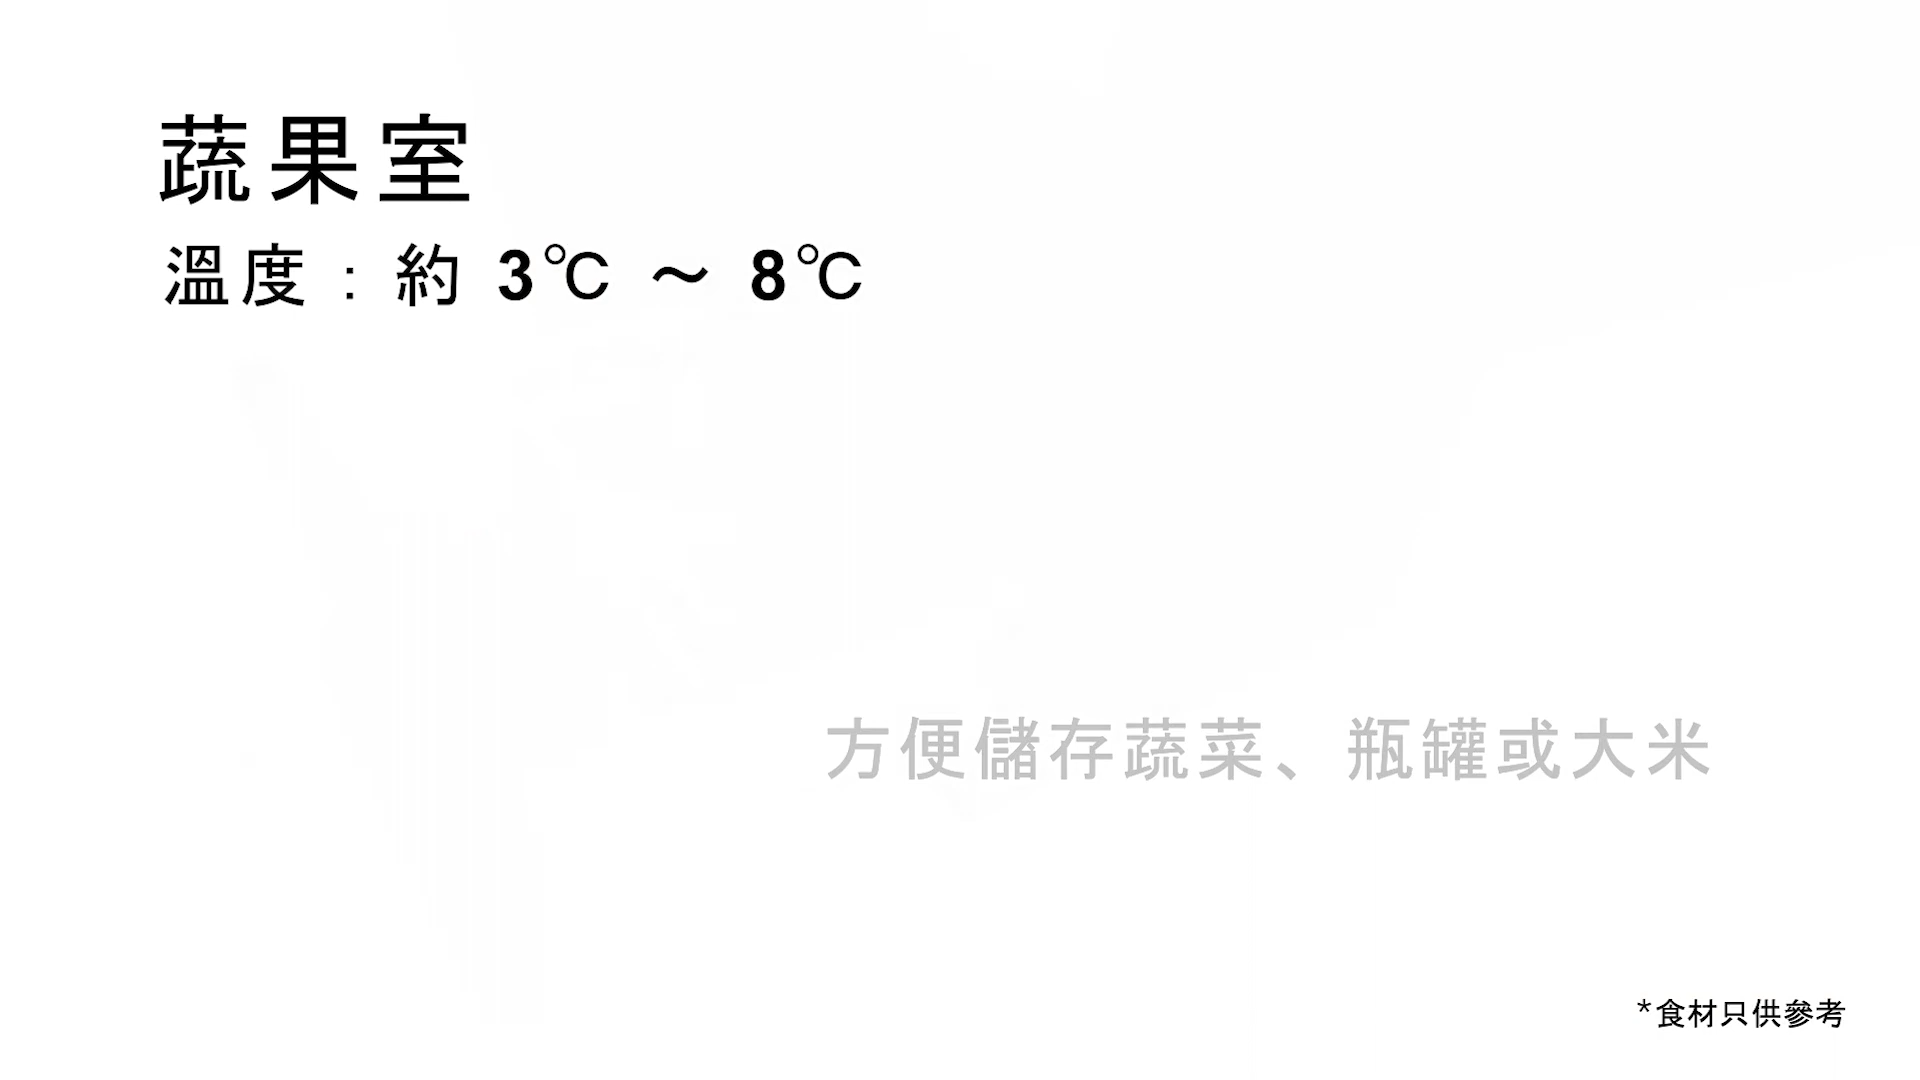 蔬果室
溫度：約 3℃ ～ 8℃
方便儲存蔬菜、瓶罐或大米
*食材只供參考